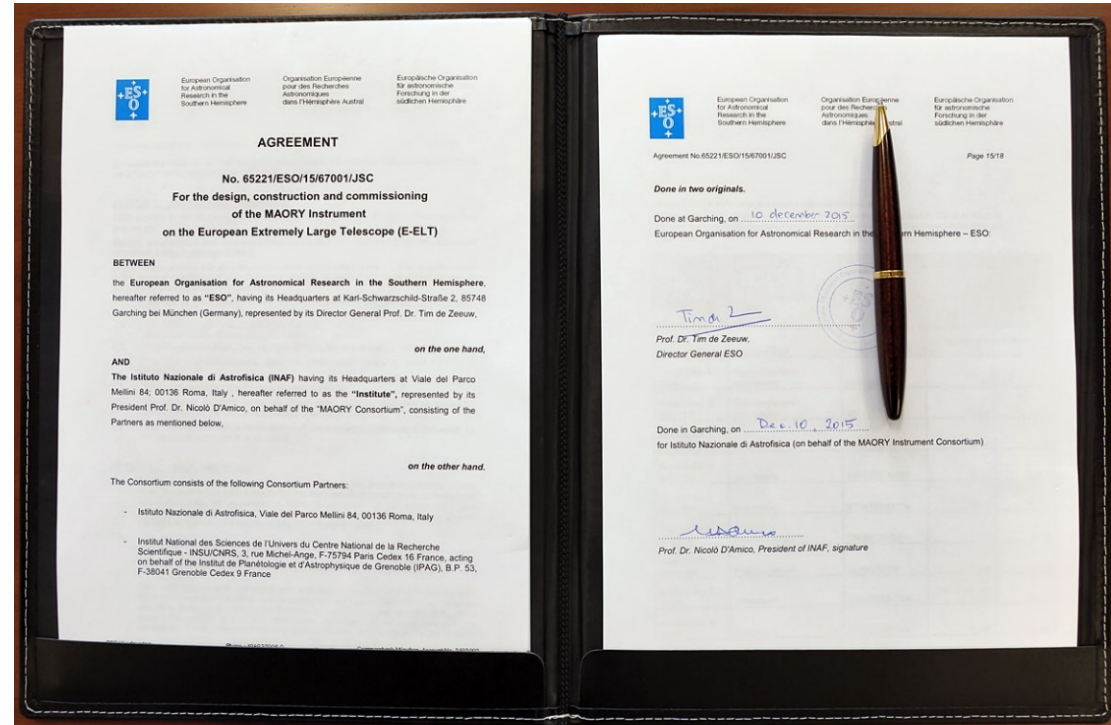 ESO
European Organisation
for Astronomical
Research in the
Southern Hemisphere
Organisation Européenne
pour des Recherches
Astronomiques
dans l'Hémisphère Austral
Europäische Organisation
für astronomische
Forschung in der
südlichen Hemisphäre
AGREEMENT
No. 65221/ESO/15/67001/JSC
For the design, construction and commissioning
of the MAORY Instrument
on the European Extremely Large Telescope (E-ELT)
BETWEEN
the European Organisation for Astronomical Research in the Southern Hemisphere,
hereafter referred to as "ESO", having its Headquarters at Karl-Schwarzschild-Straße 2, 85748
Garching bei München (Germany), represented by its Director General Prof. Dr. Tim de Zeeuw,
on the one hand,
AND
The Istituto Nazionale di Astrofisica (INAF) having its Headquarters at Viale del Parco
Mellini 84; 00136 Roma, Italy , hereafter referred to as the "Institute", represented by its
President Prof. Dr. Nicolò D'Amico, on behalf of the "MAORY Consortium", consisting of the
Partners as mentioned below,
on the other hand.
The Consortium consists of the following Consortium Partners:
- Istituto Nazionale di Astrofisica, Viale del Parco Mellini 84, 00136 Roma, Italy
- Institut National des Sciences de l'Univers du Centre National de la Recherche
Scientifique - INSU/CNRS, 3, rue Michel-Ange, F-75794 Paris Cedex 16 France, acting
on behalf of the Institut de Planétologie et d'Astrophysique de Grenoble (IPAG), B.P. 53,
F-38041 Grenoble Cedex 9 France
ESO
European Organisation
for Astronomical
Research in the
Southern Hemisphere
Organisation Européenne
pour des Recherches
Astronomiques
dans l'Hémisphère Austral
Europäische Organisation
für astronomische
Forschung in der
südlichen Hemisphäre
Agreement No.65221/ESO/15/67001/JSC
Page 15/18
Done in two originals.
Done at Garching, on 10 december 2015
European Organisation for Astronomical Research in the Hemisphere – ESO:
Prof. Dr. Tim de Zeeuw,
Director General ESO
Done in Garching, on Dec. 10, 2015
for Istituto Nazionale di Astrofisica (on behalf of the MAORY Instrument Consortium)
Prof. Dr. Nicolò D'Amico, President of INAF, signature